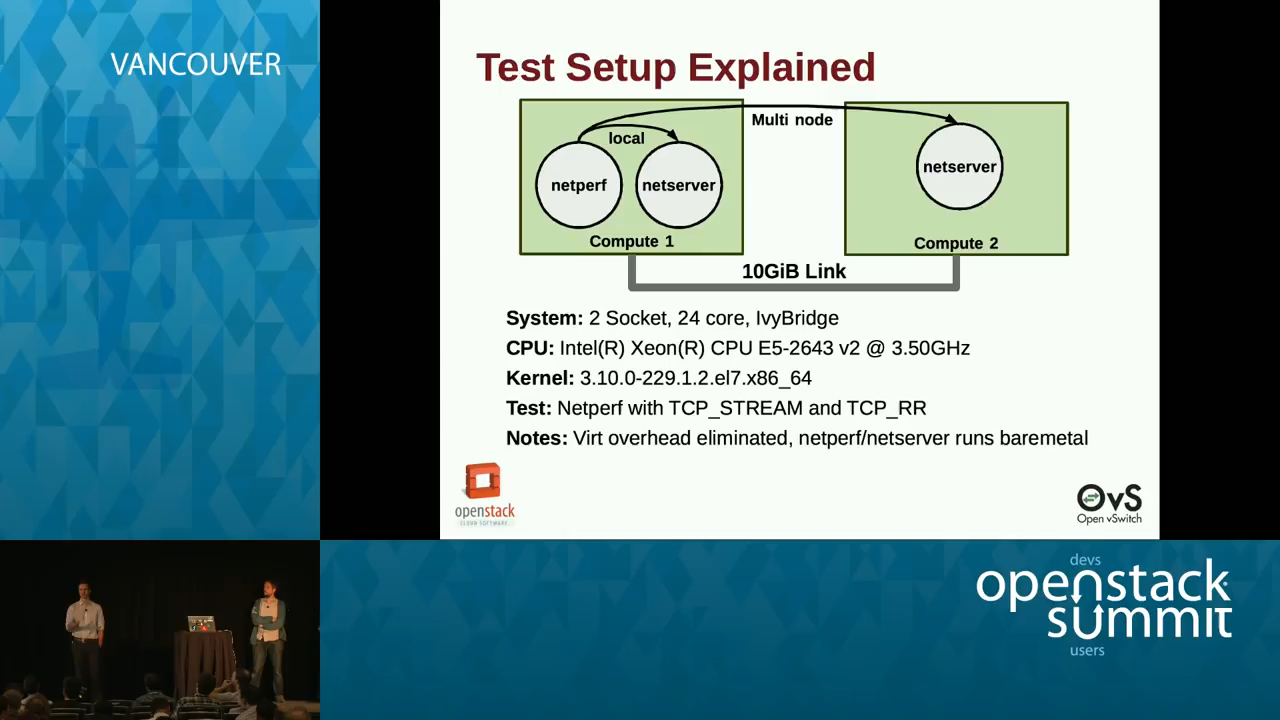 VANCOUVER
Test Setup Explained
Multi node
local
netperf
netserver
netserver
Compute 1
Compute 2
10GiB Link
System: 2 Socket, 24 core, IvyBridge
CPU: Intel(R) Xeon(R) CPU E5-2643 v2 @ 3.50GHz
Kernel: 3.10.0-229.1.2.el7.x86_64
Test: Netperf with TCP_STREAM and TCP_RR
Notes: Virt overhead eliminated, netperf/netserver runs baremetal
openstack
CLOUD SOFTWARE
OvS
Open vSwitch
devs
openstack
summit
users